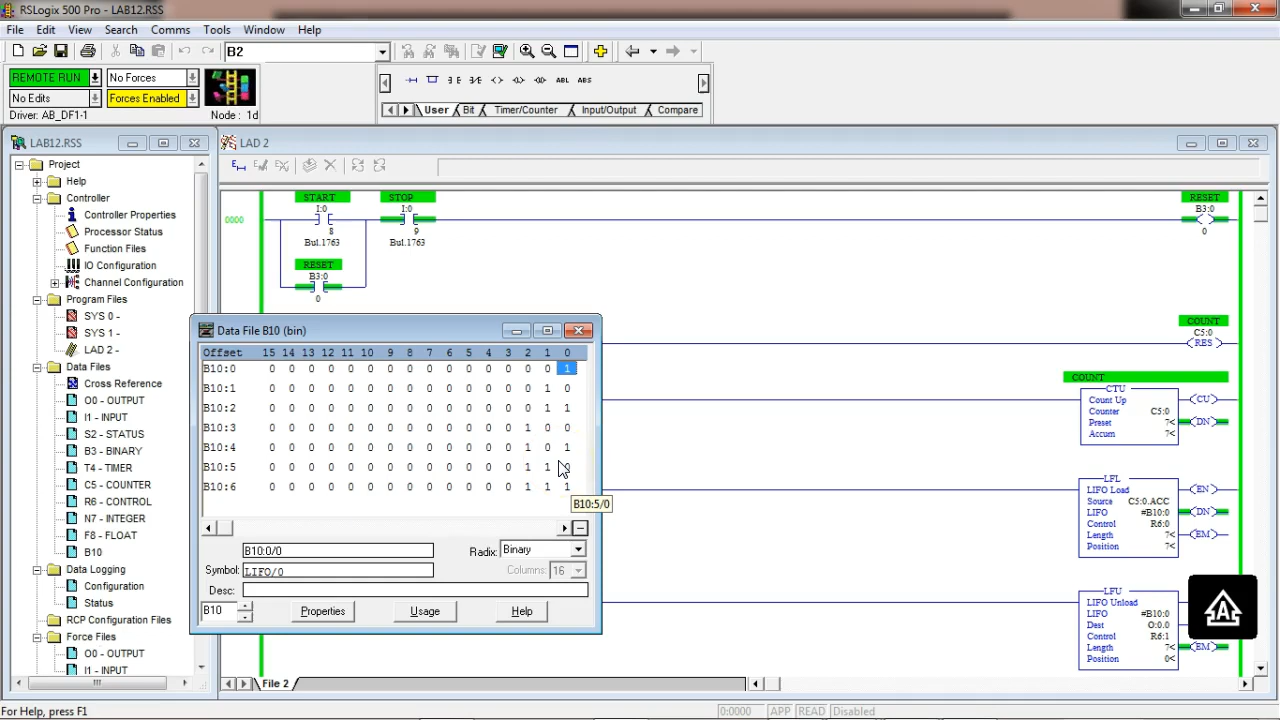 RSLogix 500 Pro - LAB12.RSS
File Edit View Search Comms Tools Window Help
B2
REMOTE RUN No Forces
No Edits Forces Enabled
Driver: AB_DF1-1 Node : 1d
User Bit Timer/Counter Input/Output Compare
ABL ABS
LAB12.RSS
Project
Help
Controller
Controller Properties
Processor Status
Function Files
IO Configuration
Channel Configuration
Program Files
SYS 0 -
SYS 1 -
LAD 2 -
Data Files
Cross Reference
O0 - OUTPUT
I1 - INPUT
S2 - STATUS
B3 - BINARY
T4 - TIMER
C5 - COUNTER
R6 - CONTROL
N7 - INTEGER
F8 - FLOAT
B10
Data Logging
Configuration
Status
RCP Configuration Files
Force Files
O0 - OUTPUT
I1 - INPUT
LAD 2
0000
START
I:0
8
Bul.1763
STOP
I:0
9
Bul.1763
RESET
B3:0
0
RESET
B3:0
0
COUNT
C5:0
RES
COUNT
CTU
Count Up
Counter C5:0
Preset 7<
Accum 7<
CU
DN
LFL
LIFO Load
Source C5:0.ACC
LIFO #B10:0
Control R6:0
Length 7<
Position 7<
EN
DN
EM
LFU
LIFO Unload
LIFO #B10:0
Dest O:0.0
Control R6:1
Length 7<
Position 0<
EM
Data File B10 (bin)
Offset 15 14 13 12 11 10 9 8 7 6 5 4 3 2 1 0
B10:0 0 0 0 0 0 0 0 0 0 0 0 0 0 0 0 1
B10:1 0 0 0 0 0 0 0 0 0 0 0 0 0 0 1 0
B10:2 0 0 0 0 0 0 0 0 0 0 0 0 0 0 1 1
B10:3 0 0 0 0 0 0 0 0 0 0 0 0 0 1 0 0
B10:4 0 0 0 0 0 0 0 0 0 0 0 0 0 1 0 1
B10:5 0 0 0 0 0 0 0 0 0 0 0 0 0 1 1 0
B10:6 0 0 0 0 0 0 0 0 0 0 0 0 0 1 1 1
B10:5/0
B10:0/0
Radix: Binary
Symbol: LIFO/0
Columns: 16
Desc:
B10 Properties Usage Help
File 2
For Help, press F1
0:0000 APP READ Disabled